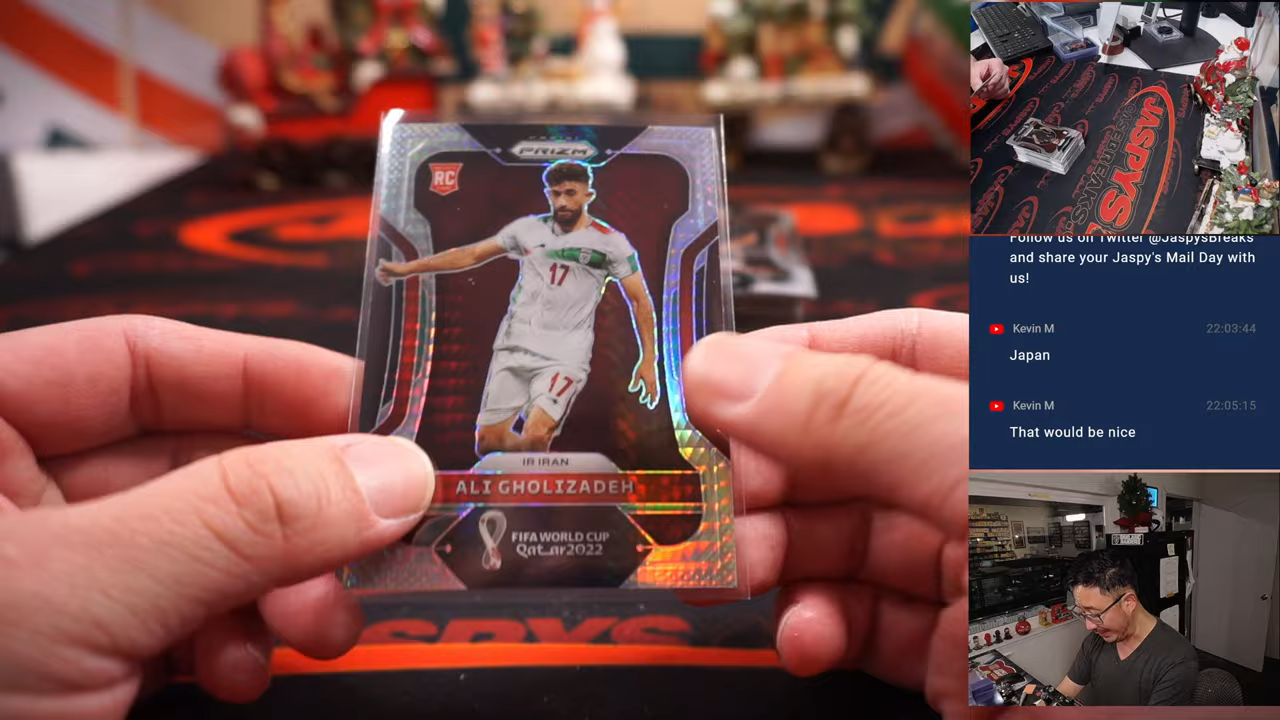 PRIZM
RC
17
17
IR IRAN
ALI GHOLIZADEH
FIFA WORLD CUP
Qatar2022
JASPYS
JASPYS
Follow us on Twitter @JaspysBreaks
and share your Jaspy's Mail Day with
us!
Kevin M 22:03:44
Japan
Kevin M 22:05:15
That would be nice